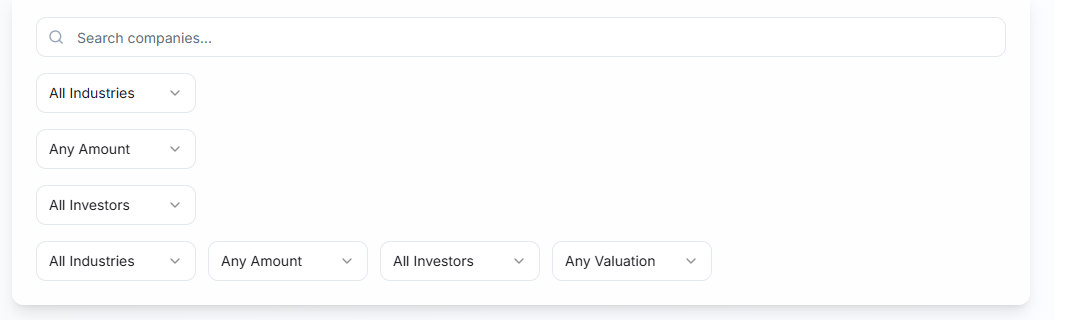 Search companies...
All Industries
Any Amount
All Investors
All Industries Any Amount All Investors Any Valuation